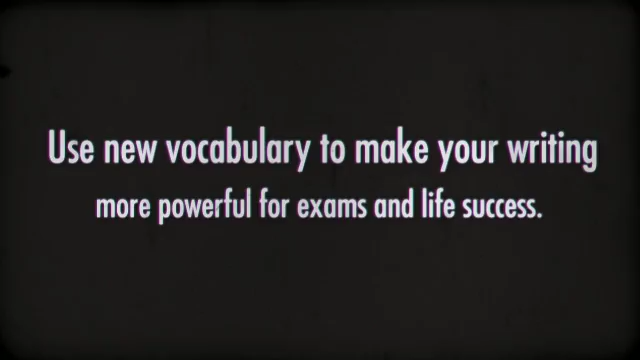 Use new vocabulary to make your writing
more powerful for exams and life success.